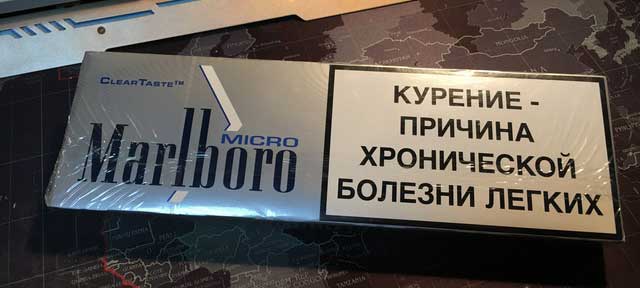 CLEARTASTE™
MICRO
Marlboro
КУРЕНИЕ -
ПРИЧИНА
ХРОНИЧЕСКОЙ
БОЛЕЗНИ ЛЕГКИХ